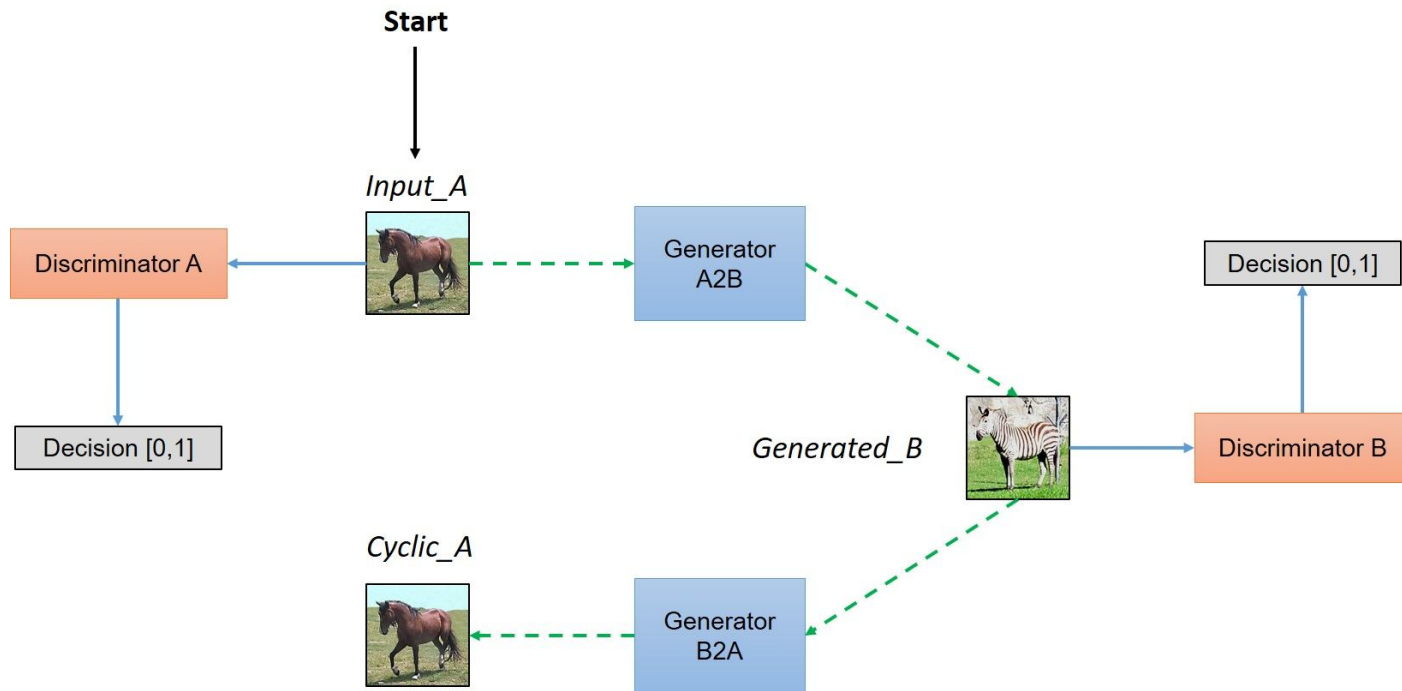 Start
Input_A
Discriminator A
Generator
A2B
Decision [0,1]
Decision [0,1]
Generated_B
Discriminator B
Cyclic_A
Generator
B2A